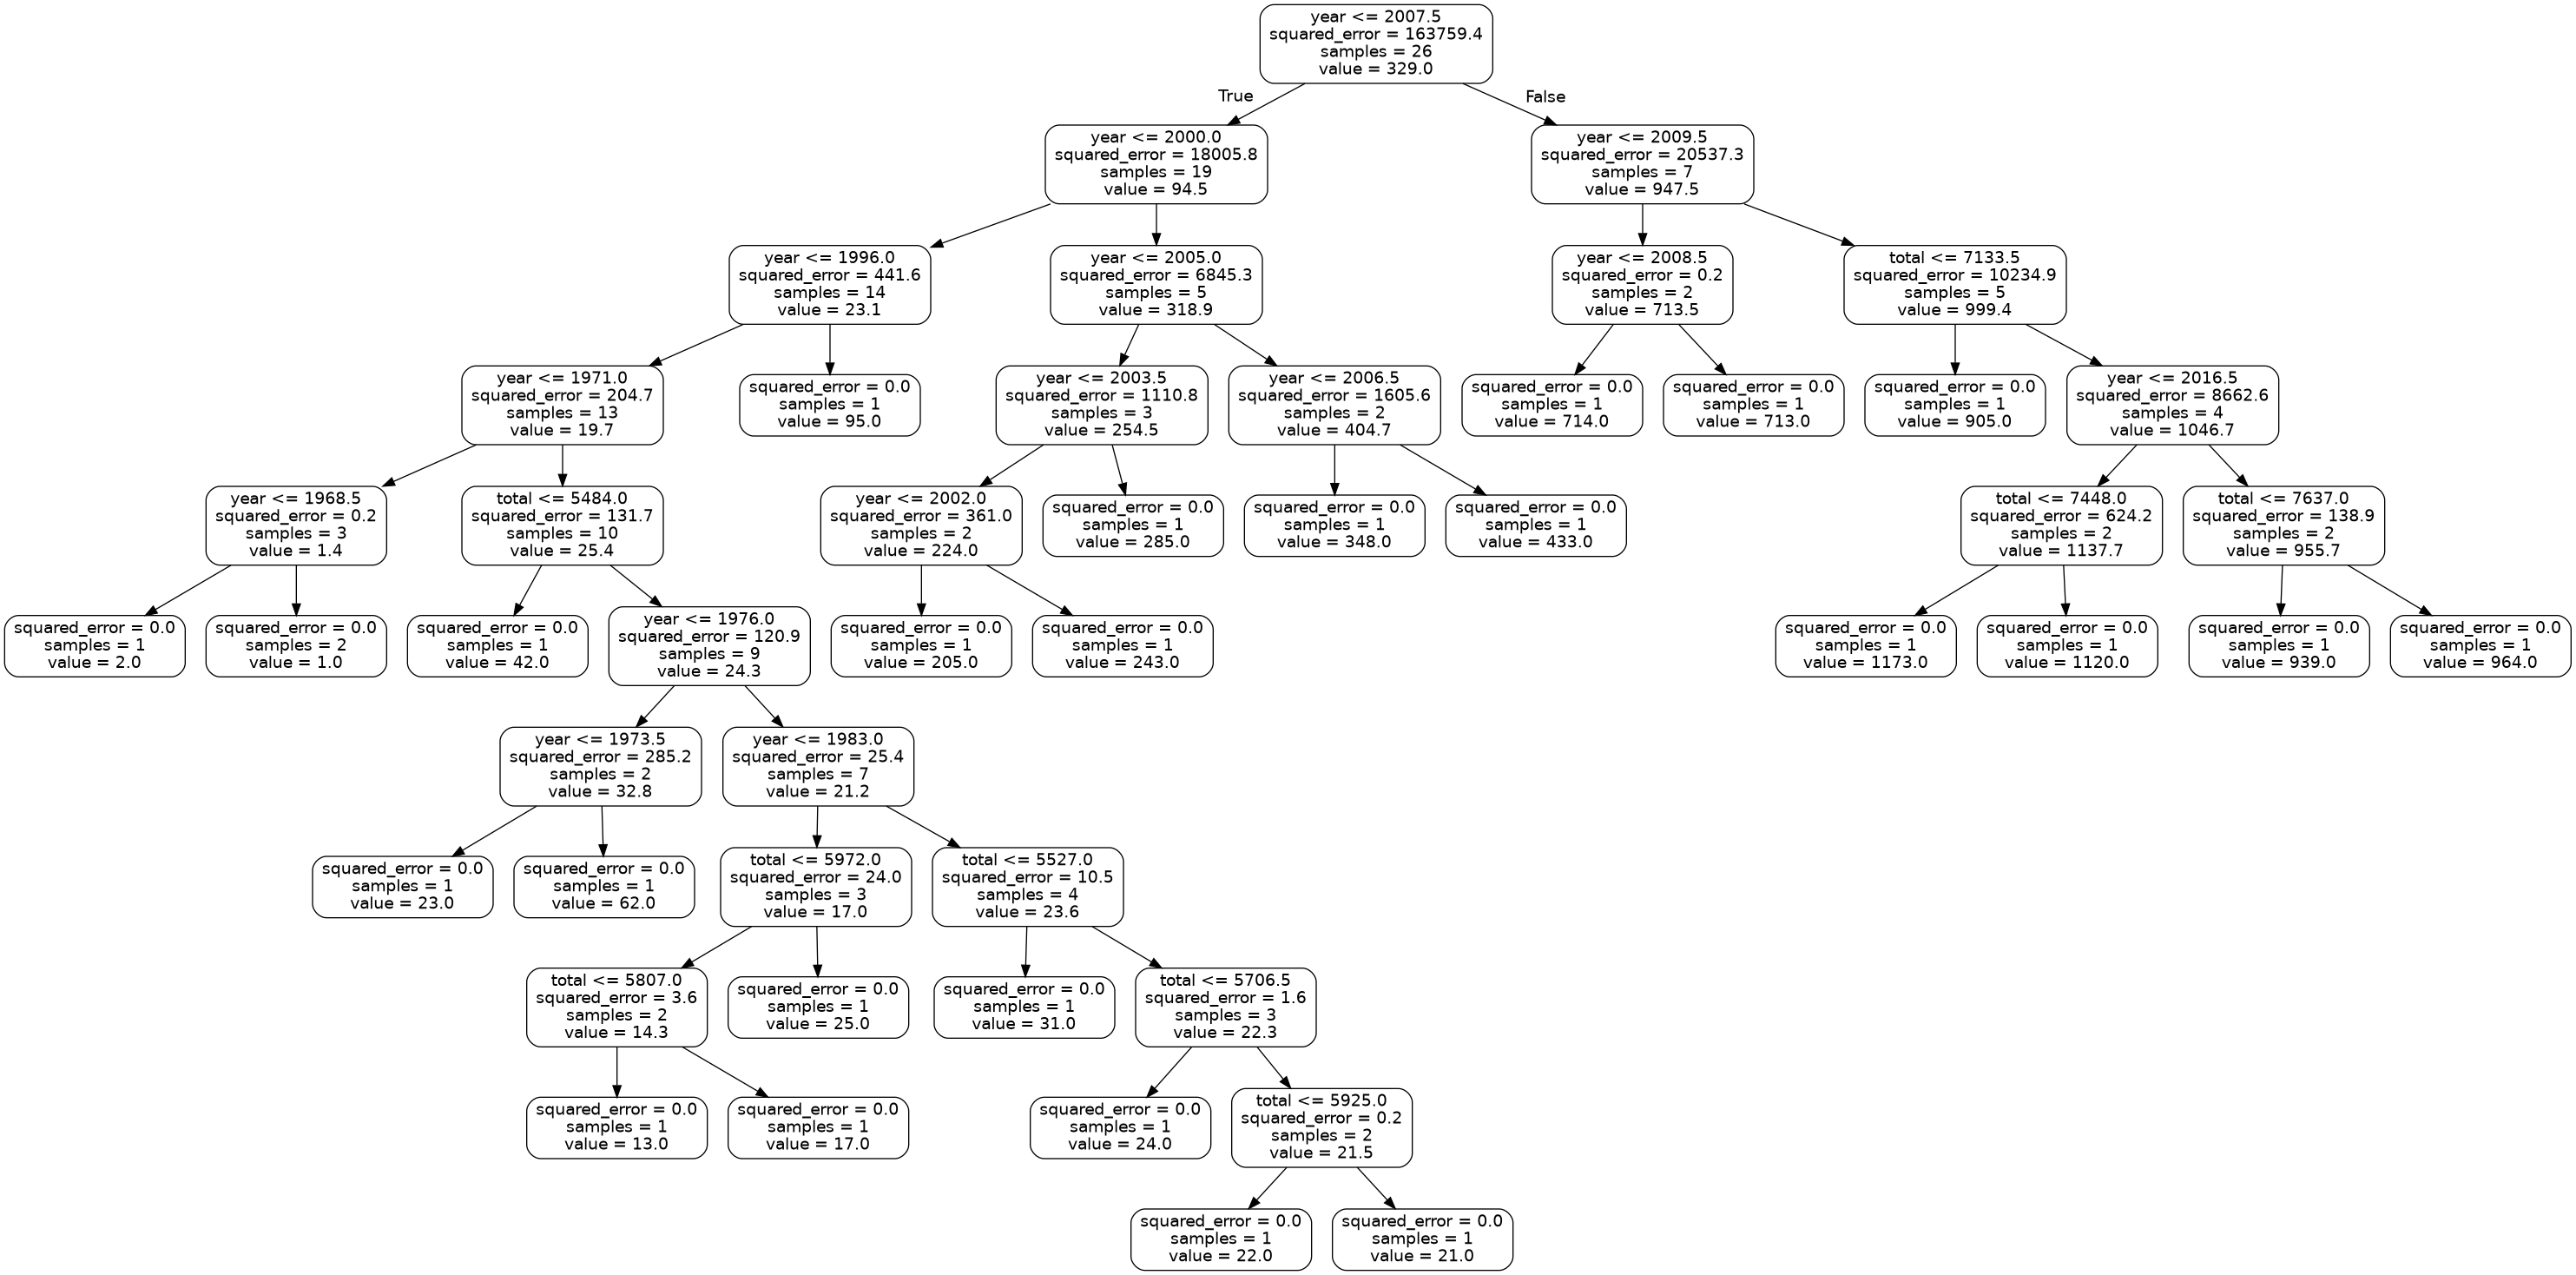 year <= 2007.5
squared_error = 163759.4
samples = 26
value = 329.0
True
False
year <= 2000.0
squared_error = 18005.8
samples = 19
value = 94.5
year <= 2009.5
squared_error = 20537.3
samples = 7
value = 947.5
year <= 1996.0
squared_error = 441.6
samples = 14
value = 23.1
year <= 2005.0
squared_error = 6845.3
samples = 5
value = 318.9
year <= 2008.5
squared_error = 0.2
samples = 2
value = 713.5
total <= 7133.5
squared_error = 10234.9
samples = 5
value = 999.4
year <= 1971.0
squared_error = 204.7
samples = 13
value = 19.7
squared_error = 0.0
samples = 1
value = 95.0
year <= 2003.5
squared_error = 1110.8
samples = 3
value = 254.5
year <= 2006.5
squared_error = 1605.6
samples = 2
value = 404.7
squared_error = 0.0
samples = 1
value = 714.0
squared_error = 0.0
samples = 1
value = 713.0
squared_error = 0.0
samples = 1
value = 905.0
year <= 2016.5
squared_error = 8662.6
samples = 4
value = 1046.7
year <= 1968.5
squared_error = 0.2
samples = 3
value = 1.4
total <= 5484.0
squared_error = 131.7
samples = 10
value = 25.4
year <= 2002.0
squared_error = 361.0
samples = 2
value = 224.0
squared_error = 0.0
samples = 1
value = 285.0
squared_error = 0.0
samples = 1
value = 348.0
squared_error = 0.0
samples = 1
value = 433.0
total <= 7448.0
squared_error = 624.2
samples = 2
value = 1137.7
total <= 7637.0
squared_error = 138.9
samples = 2
value = 955.7
squared_error = 0.0
samples = 1
value = 2.0
squared_error = 0.0
samples = 2
value = 1.0
squared_error = 0.0
samples = 1
value = 42.0
year <= 1976.0
squared_error = 120.9
samples = 9
value = 24.3
squared_error = 0.0
samples = 1
value = 205.0
squared_error = 0.0
samples = 1
value = 243.0
squared_error = 0.0
samples = 1
value = 1173.0
squared_error = 0.0
samples = 1
value = 1120.0
squared_error = 0.0
samples = 1
value = 939.0
squared_error = 0.0
samples = 1
value = 964.0
year <= 1973.5
squared_error = 285.2
samples = 2
value = 32.8
year <= 1983.0
squared_error = 25.4
samples = 7
value = 21.2
squared_error = 0.0
samples = 1
value = 23.0
squared_error = 0.0
samples = 1
value = 62.0
total <= 5972.0
squared_error = 24.0
samples = 3
value = 17.0
total <= 5527.0
squared_error = 10.5
samples = 4
value = 23.6
total <= 5807.0
squared_error = 3.6
samples = 2
value = 14.3
squared_error = 0.0
samples = 1
value = 25.0
squared_error = 0.0
samples = 1
value = 31.0
total <= 5706.5
squared_error = 1.6
samples = 3
value = 22.3
squared_error = 0.0
samples = 1
value = 13.0
squared_error = 0.0
samples = 1
value = 17.0
squared_error = 0.0
samples = 1
value = 24.0
total <= 5925.0
squared_error = 0.2
samples = 2
value = 21.5
squared_error = 0.0
samples = 1
value = 22.0
squared_error = 0.0
samples = 1
value = 21.0